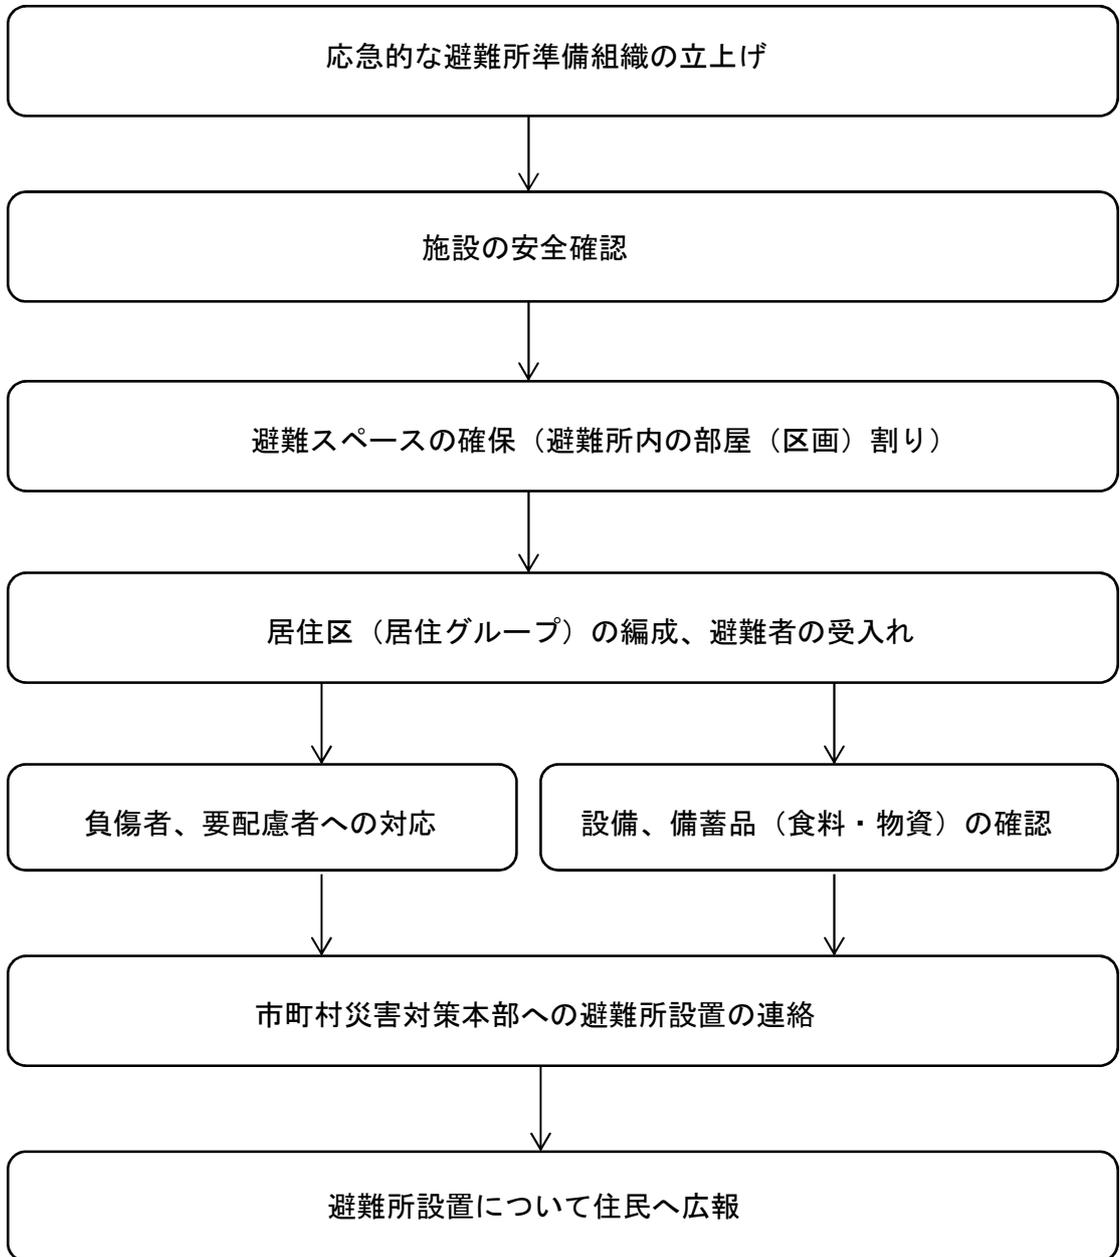 応急的な避難所準備組織の立上げ
施設の安全確認
避難スペースの確保（避難所内の部屋（区画）割り）
居住区（居住グループ）の編成、避難者の受入れ
負傷者、要配慮者への対応
設備、備蓄品（食料・物資）の確認
市町村災害対策本部への避難所設置の連絡
避難所設置について住民へ広報